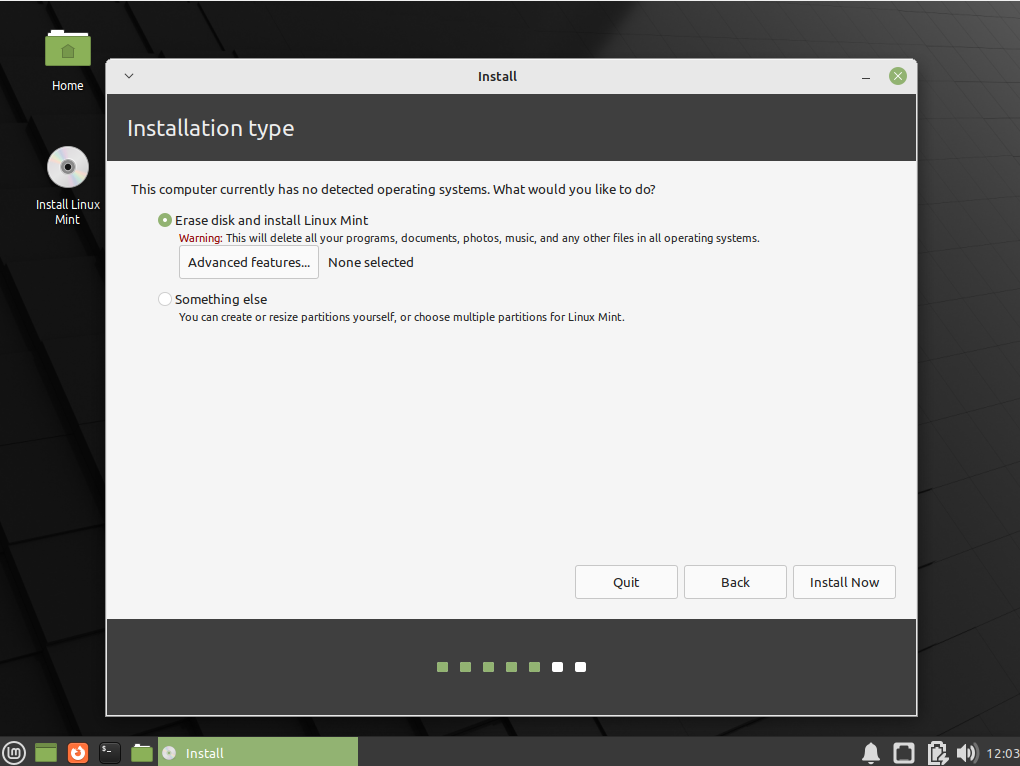 Home
Install Linux
Mint
Install
Installation type
This computer currently has no detected operating systems. What would you like to do?
Erase disk and install Linux Mint
Warning: This will delete all your programs, documents, photos, music, and any other files in all operating systems.
Advanced features... None selected
Something else
You can create or resize partitions yourself, or choose multiple partitions for Linux Mint.
Quit Back Install Now
$_ Install 12:03